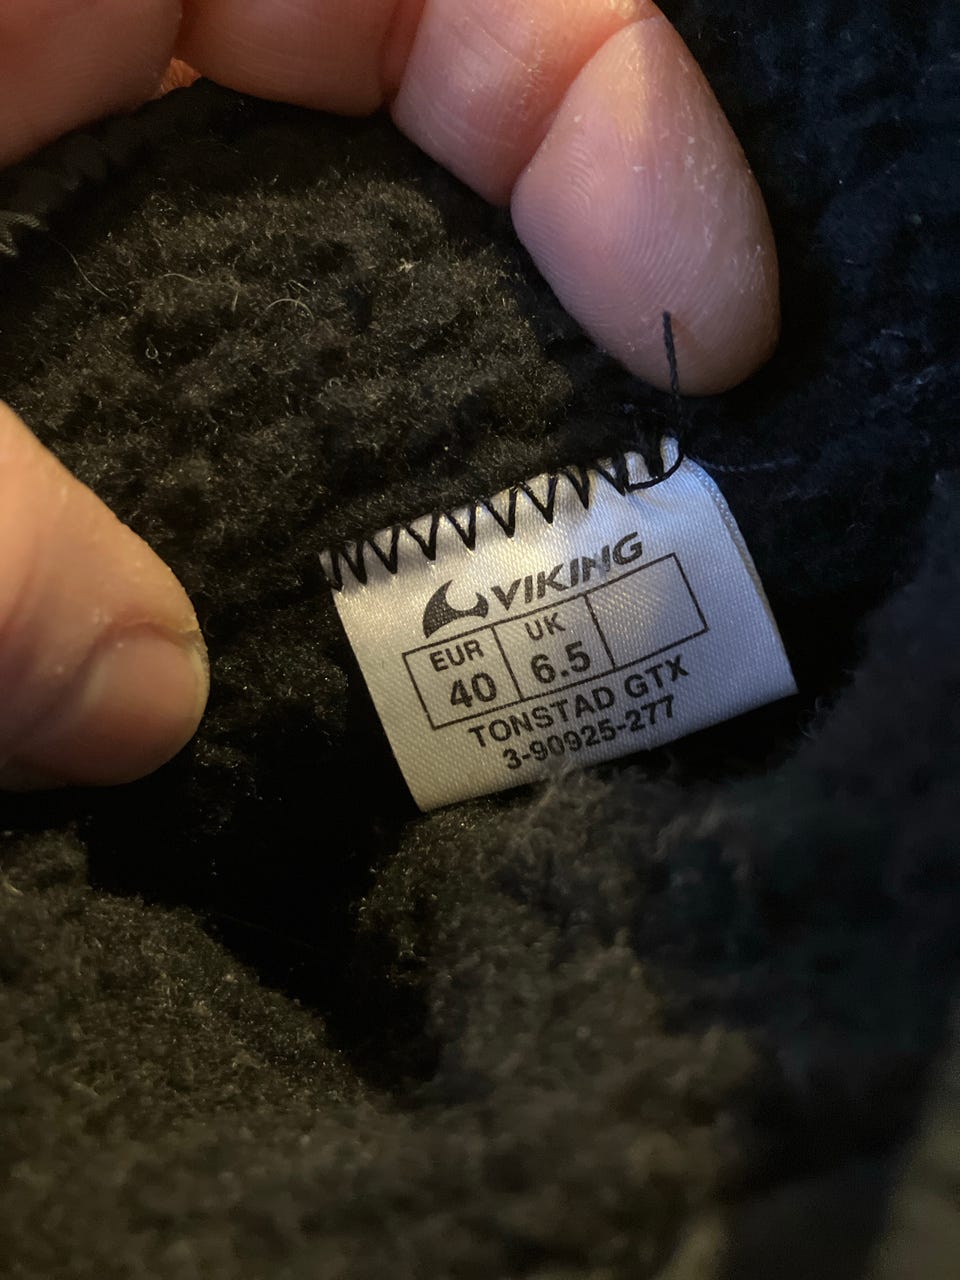 VIKING
EUR UK
40 6.5
TONSTAD GTX
3-90925-277